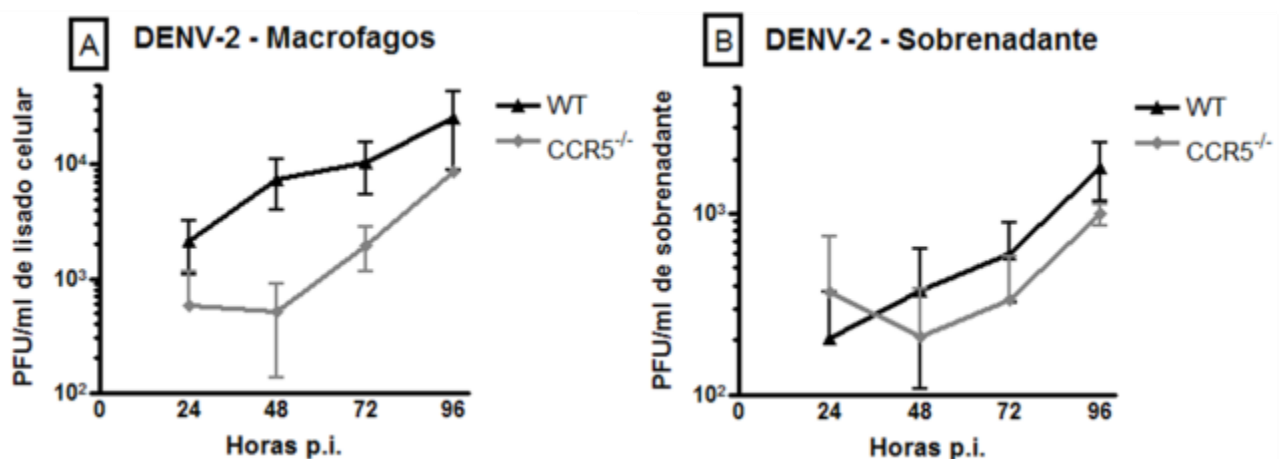 A DENV-2 - Macrofagos
WT
CCR5-/-
PFU/ml de lisado celular
10⁴
10³
10²
0 24 48 72 96
Horas p.i.
B DENV-2 - Sobrenadante
WT
CCR5-/-
PFU/ml de sobrenadante
10³
10²
0 24 48 72 96
Horas p.i.